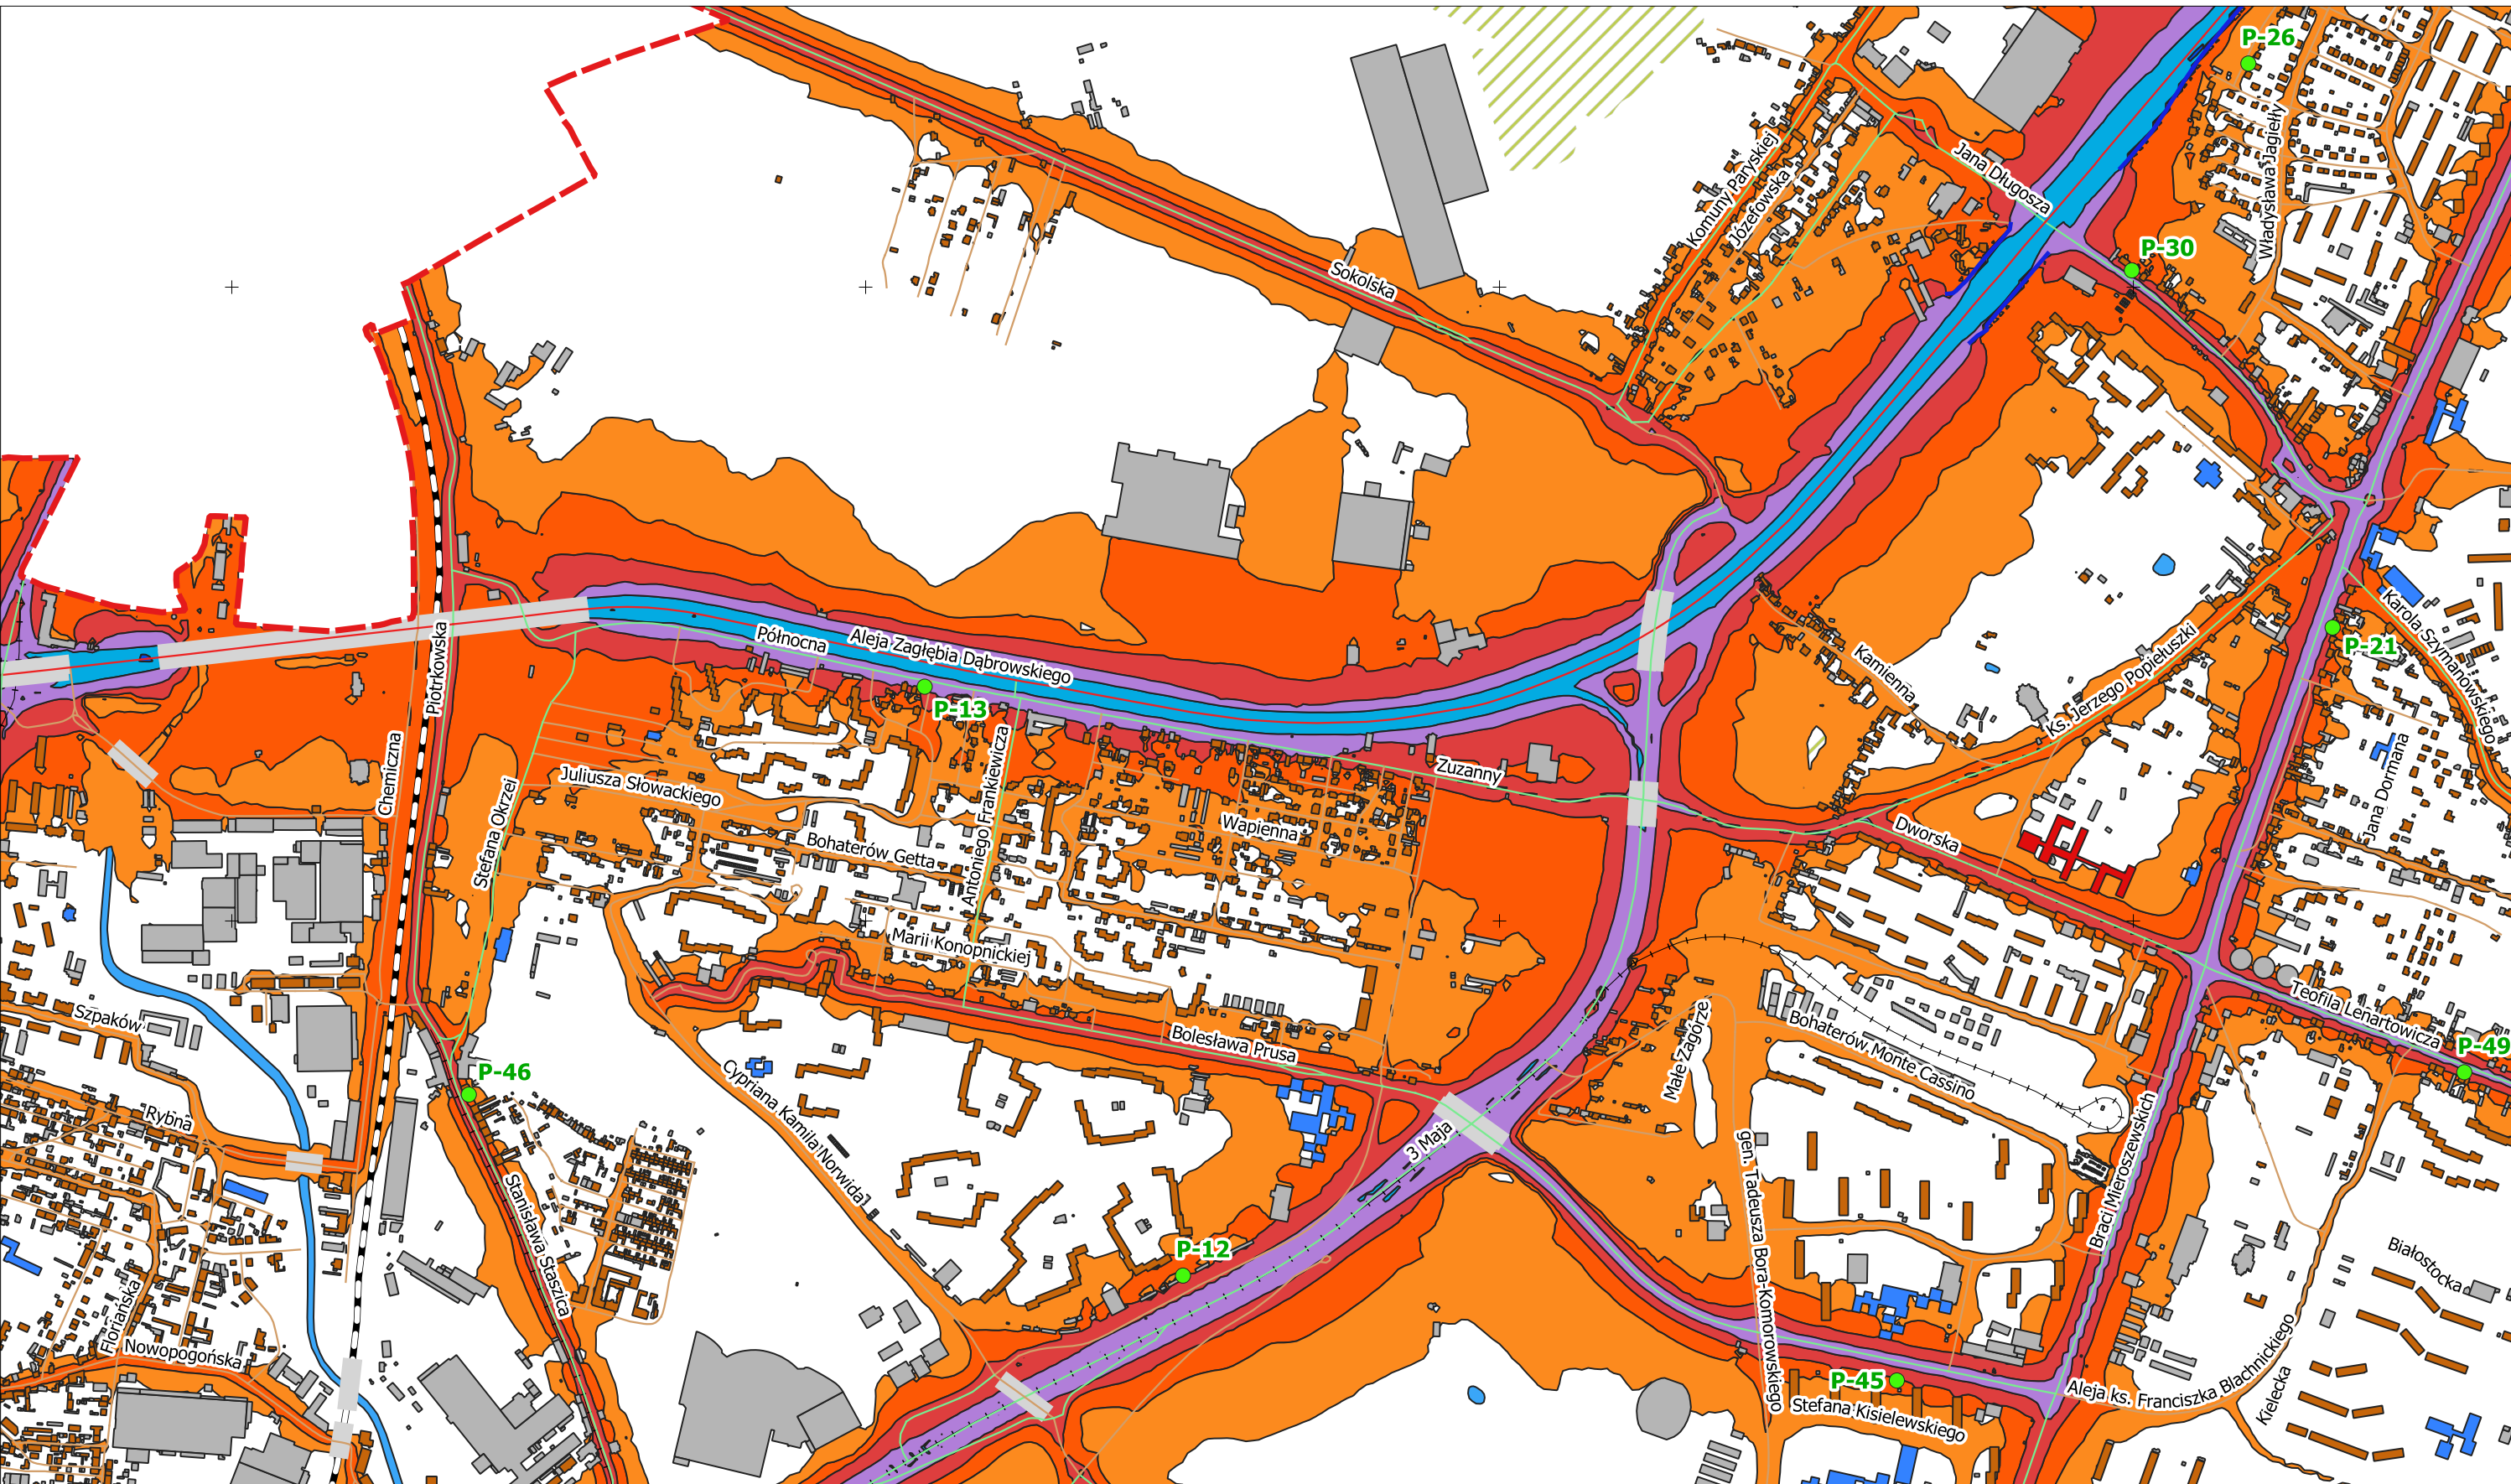 P-26
Władysława Jagiełły
Jana Długosza
Komuny Paryskiej
Józefowska
P-30
Sokolska
P-21
Karola Szymanowskiego
Ks. Jerzego Popiełuszki
Kamienna
Piotrkowska
Północna
Aleja Zagłębia Dąbrowskiego
P-13
Chemiczna
Juliusza Słowackiego
Stefana Okrzei
Antoniego Frankiewicza
Zuzanny
Wapienna
Bohaterów Getta
Jana Dormana
Dworska
Marii Konopnickiej
Szpaków
Bolesława Prusa
Teofila Lenartowicza
P-49
Małe Zagórze
Bohaterów Monte Cassino
P-46
Rybna
Cypriana Kamila Norwida
3 Maja
Braci Mieroszewskich
gen. Tadeusza Bora-Komorowskiego
Stanisława Staszica
P-12
Białostocka
Floriańska
Nowopogońska
P-45
Stefana Kisielewskiego
Aleja ks. Franciszka Blachnickiego
Kielecka